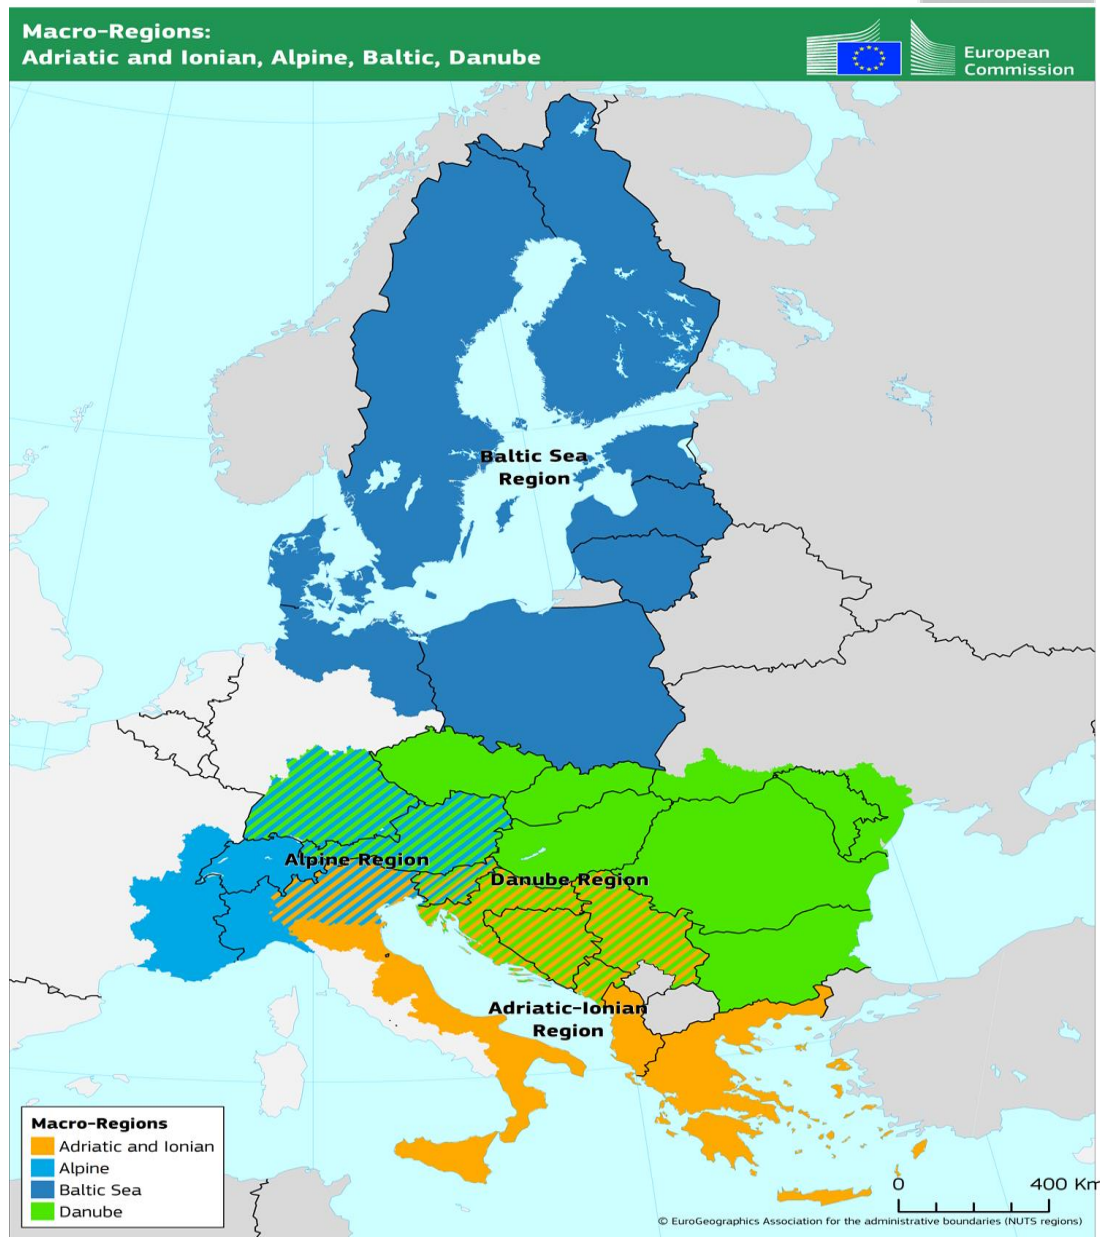 Macro-Regions:
Adriatic and Ionian, Alpine, Baltic, Danube
European
Commission
Baltic Sea
Region
Alpine Region
Danube Region
Adriatic-Ionian
Region
Macro-Regions
Adriatic and Ionian
Alpine
Baltic Sea
Danube
0 400 Km
© EuroGeographics Association for the administrative boundaries (NUTS regions)